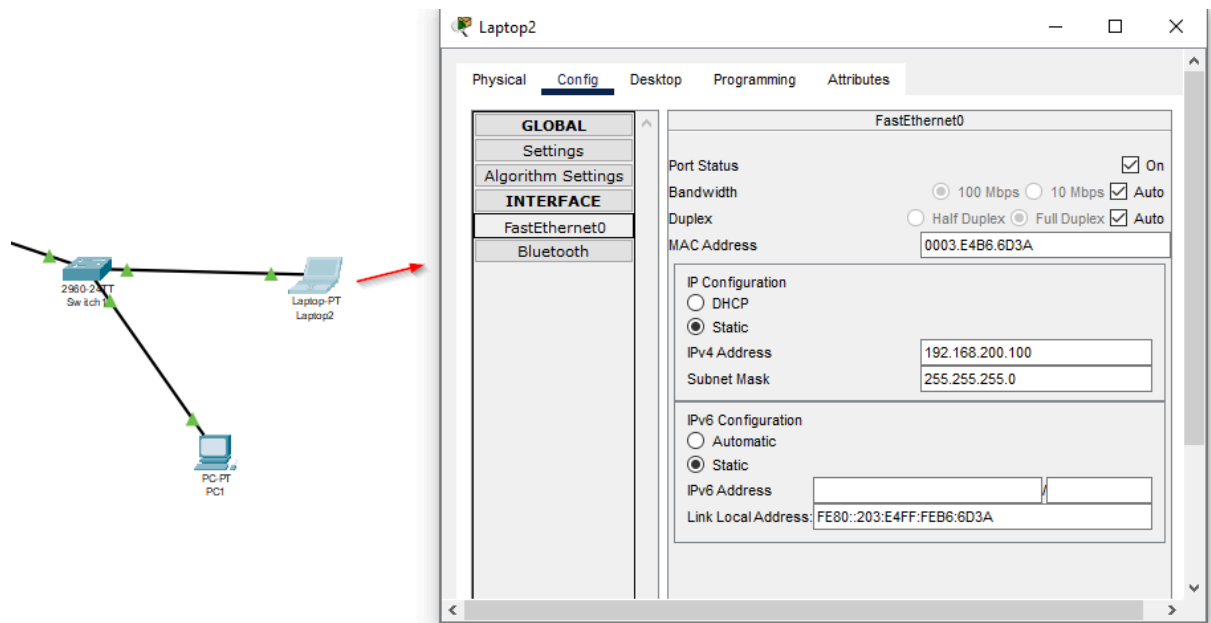 Laptop2
Physical Config Desktop Programming Attributes
GLOBAL
Settings
Algorithm Settings
INTERFACE
FastEthernet0
Bluetooth
FastEthernet0
Port Status On
Bandwidth 100 Mbps 10 Mbps Auto
Duplex Half Duplex Full Duplex Auto
MAC Address 0003.E4B6.6D3A
IP Configuration
DHCP
Static
IPv4 Address 192.168.200.100
Subnet Mask 255.255.255.0
IPv6 Configuration
Automatic
Static
IPv6 Address /
Link Local Address: FE80::203:E4FF:FEB6:6D3A
2960-24TT
Switch1
Laptop-PT
Laptop2
PC-PT
PC1